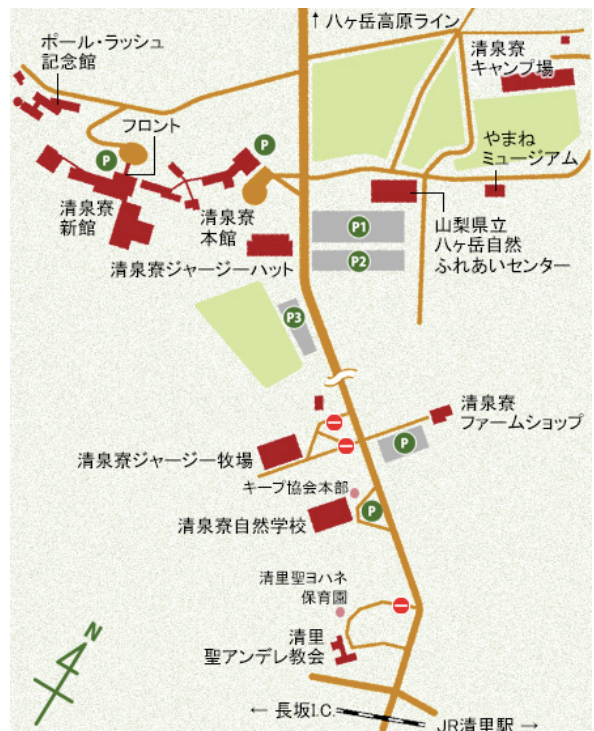 ↑八ヶ岳高原ライン
ポール・ラッシュ
記念館
清泉寮
キャンプ場
フロント
P
P
やまね
ミュージアム
清泉寮
新館
清泉寮
本館
P1
山梨県立
八ヶ岳自然
ふれあいセンター
清泉寮ジャージーハット
P2
P3
清泉寮
ファームショップ
P
清泉寮ジャージー牧場
キープ協会本部
清泉寮自然学校
P
清里聖ヨハネ
保育園
清里
聖アンデレ教会
N
← 長坂I.C.
JR清里駅 →